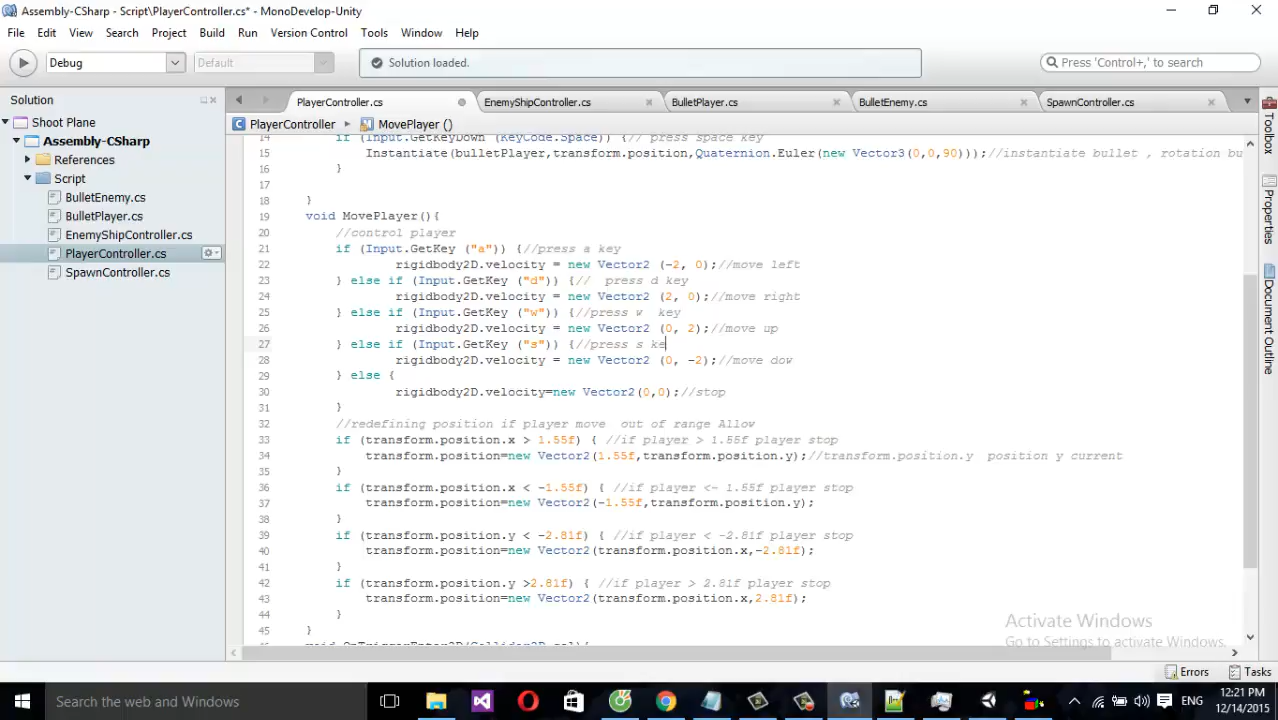 Assembly-CSharp - Script\PlayerController.cs* - MonoDevelop-Unity
File Edit View Search Project Build Run Version Control Tools Window Help
Debug Default Solution loaded. Press 'Control+,' to search
Solution PlayerController.cs EnemyShipController.cs BulletPlayer.cs BulletEnemy.cs SpawnController.cs
Shoot Plane PlayerController MovePlayer ()
Assembly-CSharp
References
Script
BulletEnemy.cs
BulletPlayer.cs
EnemyShipController.cs
PlayerController.cs
SpawnController.cs
14 if (Input.GetKeyDown (KeyCode.Space)) {// press space key
15 Instantiate(bulletPlayer,transform.position,Quaternion.Euler(new Vector3(0,0,90)));//instantiate bullet , rotation bu
16 }
17
18 }
19 void MovePlayer(){
20 //control player
21 if (Input.GetKey ("a")) {//press a key
22 rigidbody2D.velocity = new Vector2 (-2, 0);//move left
23 } else if (Input.GetKey ("d")) {// press d key
24 rigidbody2D.velocity = new Vector2 (2, 0);//move right
25 } else if (Input.GetKey ("w")) {//press w key
26 rigidbody2D.velocity = new Vector2 (0, 2);//move up
27 } else if (Input.GetKey ("s")) {//press s ke
28 rigidbody2D.velocity = new Vector2 (0, -2);//move dow
29 } else {
30 rigidbody2D.velocity=new Vector2(0,0);//stop
31 }
32 //redefining position if player move out of range Allow
33 if (transform.position.x > 1.55f) { //if player > 1.55f player stop
34 transform.position=new Vector2(1.55f,transform.position.y);//transform.position.y position y current
35 }
36 if (transform.position.x < -1.55f) { //if player <- 1.55f player stop
37 transform.position=new Vector2(-1.55f,transform.position.y);
38 }
39 if (transform.position.y < -2.81f) { //if player < -2.81f player stop
40 transform.position=new Vector2(transform.position.x,-2.81f);
41 }
42 if (transform.position.y >2.81f) { //if player > 2.81f player stop
43 transform.position=new Vector2(transform.position.x,2.81f);
44 }
45 }
void OnTriggerEnter2D(Collider2D col){
Toolbox
Properties
Document Outline
Activate Windows
Go to Settings to activate Windows.
Errors Tasks
Search the web and Windows
ENG
12:21 PM
12/14/2015